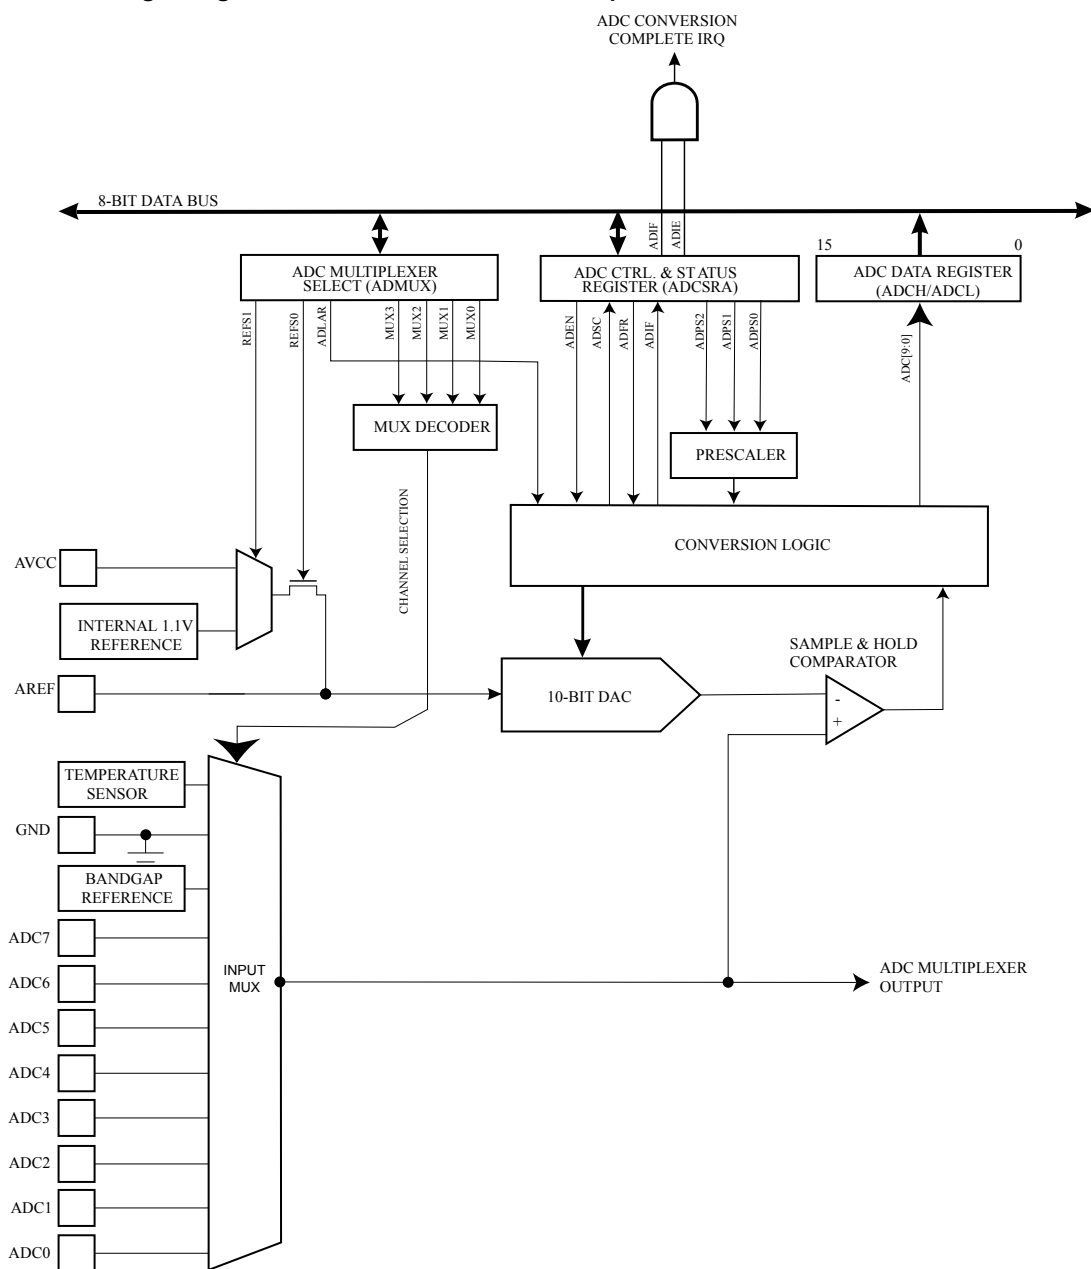 ADC CONVERSION
COMPLETE IRQ
8-BIT DATA BUS
ADIF
ADIE
15
0
ADC MULTIPLEXER
SELECT (ADMUX)
ADC CTRL. & STATUS
REGISTER (ADCSRA)
ADC DATA REGISTER
(ADCH/ADCL)
REFS1
REFS0
ADLAR
MUX3
MUX2
MUX1
MUX0
ADEN
ADSC
ADFR
ADIF
ADPS2
ADPS1
ADPS0
ADC[9:0]
MUX DECODER
PRESCALER
CHANNEL SELECTION
CONVERSION LOGIC
AVCC
INTERNAL 1.1V
REFERENCE
SAMPLE & HOLD
COMPARATOR
AREF
10-BIT DAC
-
+
TEMPERATURE
SENSOR
GND
BANDGAP
REFERENCE
ADC7
ADC6
INPUT
MUX
ADC MULTIPLEXER
OUTPUT
ADC5
ADC4
ADC3
ADC2
ADC1
ADC0